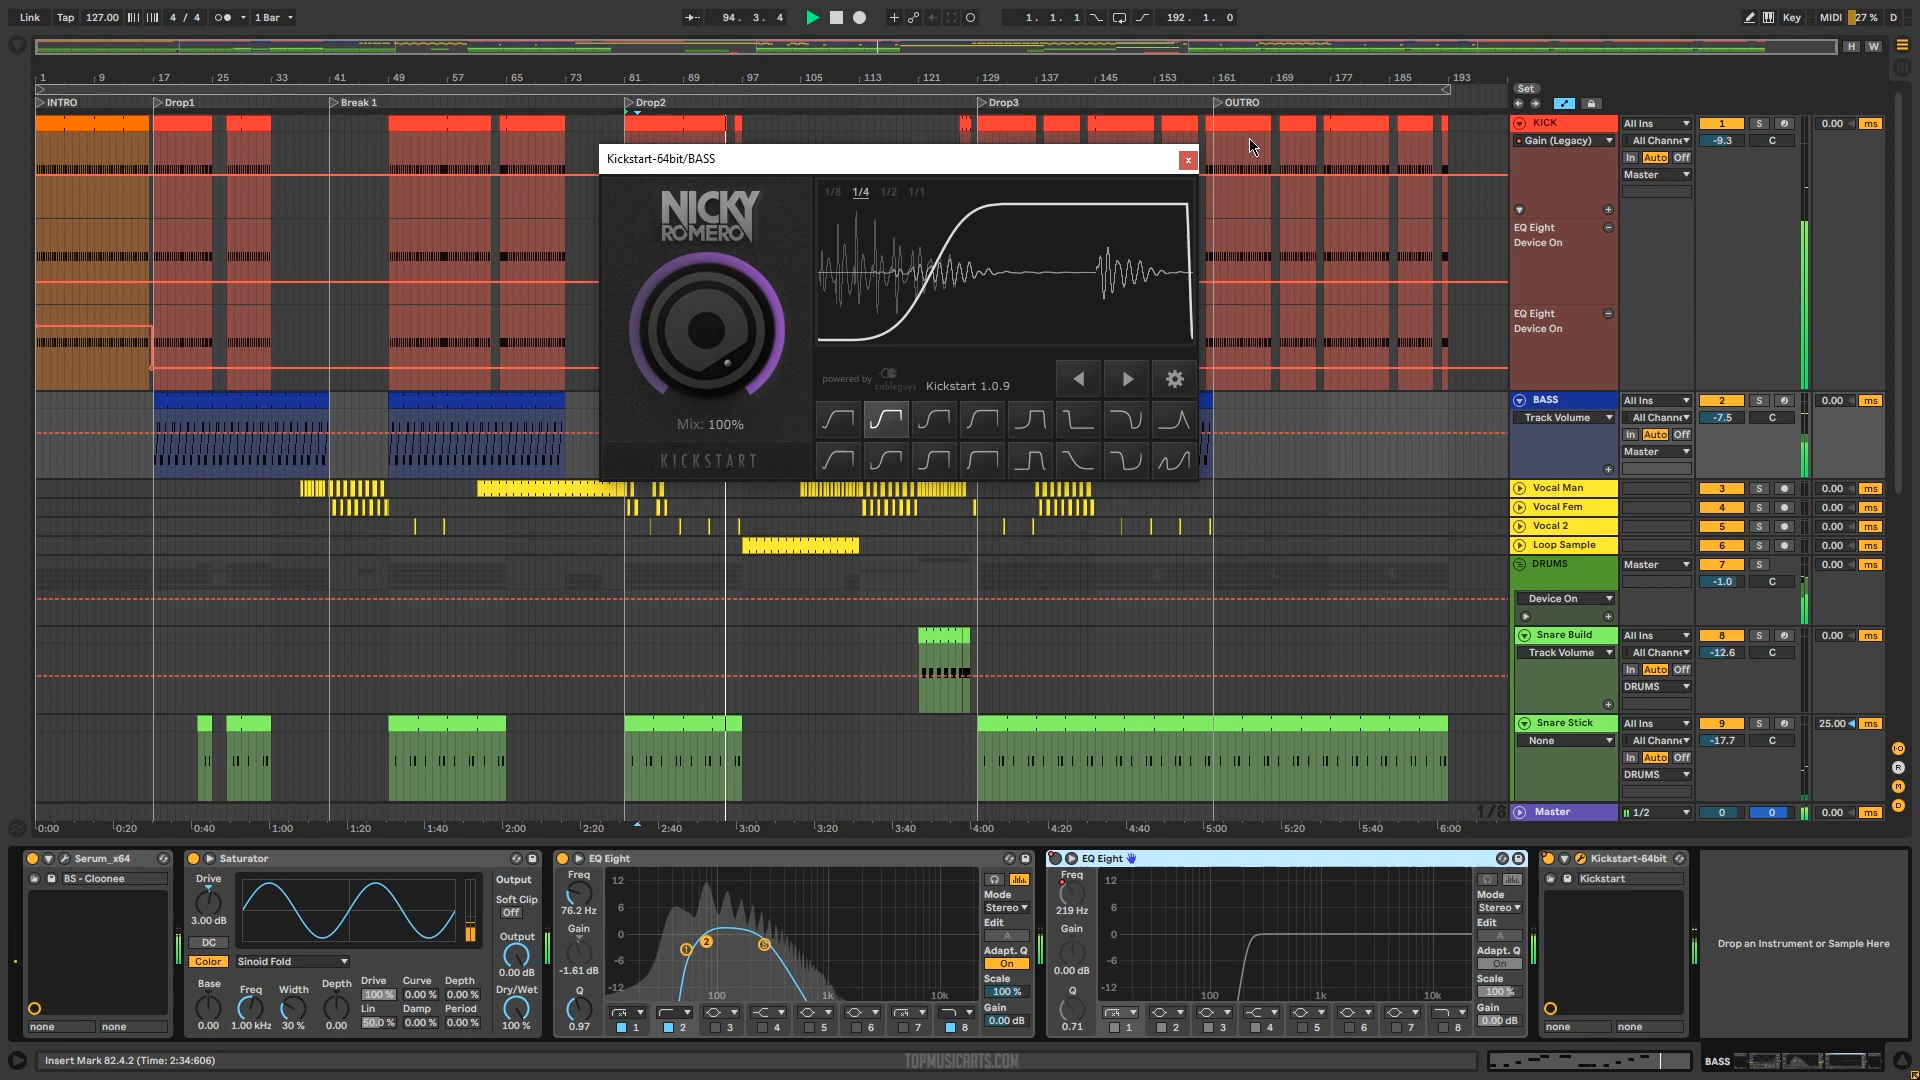 Link Tap 127.00 4 / 4 1 Bar 94. 3. 4 1. 1. 1 192. 1. 0 Key MIDI 27 % D
H W
1 9 17 25 33 41 49 57 65 73 81 89 97 105 113 121 129 137 145 153 161 169 177 185 193
Set
INTRO Drop1 Break 1 Drop2 Drop3 OUTRO
KICK All Ins 1 S 0.00 ms
Gain (Legacy) All Channe -9.3 C
In Auto Off
Master
EQ Eight
Device On
EQ Eight
Device On
Kickstart-64bit/BASS x
NICKY
ROMERO
1/8 1/4 1/2 1/1
powered by cableguys Kickstart 1.0.9
Mix: 100%
KICKSTART
BASS All Ins 2 S 0.00 ms
Track Volume All Channe -7.5 C
In Auto Off
Master
Vocal Man 3 S 0.00 ms
Vocal Fem 4 S 0.00 ms
Vocal 2 5 S 0.00 ms
Loop Sample 6 S 0.00 ms
DRUMS Master 7 S 0.00 ms
-1.0 C
Device On
Snare Build All Ins 8 S 0.00 ms
Track Volume All Channe -12.6 C
In Auto Off
DRUMS
Snare Stick All Ins 9 S 25.00 ms
None All Channe -17.7 C
In Auto Off
DRUMS
I·O
R
M
D
1/8 Master 1/2 0 0 0.00 ms
0:00 0:20 0:40 1:00 1:20 1:40 2:00 2:20 2:40 3:00 3:20 3:40 4:00 4:20 4:40 5:00 5:20 5:40 6:00
Serum_x64
BS - Cloonee
none none
Saturator
Drive
3.00 dB
DC
Color Sinoid Fold
Base Freq Width Depth
0.00 1.00 kHz 30 % 0.00
Drive Curve Depth
100 % 0.00 % 0.00 %
Lin Damp Period
50.0 % 0.00 % 0.00 %
Output
Soft Clip
Off
Output
0.00 dB
Dry/Wet
100 %
EQ Eight
Freq
76.2 Hz
Gain
-1.61 dB
Q
0.97
12
6
0
-6
-12
100 1k 10k
1 2 8
1 2 3 4 5 6 7 8
Mode
Stereo
Edit
A
Adapt. Q
On
Scale
100 %
Gain
0.00 dB
EQ Eight
Freq
219 Hz
Gain
0.00 dB
Q
0.71
12
6
0
-6
-12
100 1k 10k
1 2 3 4 5 6 7 8
Mode
Stereo
Edit
A
Adapt. Q
On
Scale
100 %
Gain
0.00 dB
Kickstart-64bit
Kickstart
none none
Drop an Instrument or Sample Here
Insert Mark 82.4.2 (Time: 2:34:606)
TOPMUSICARTS.COM
BASS